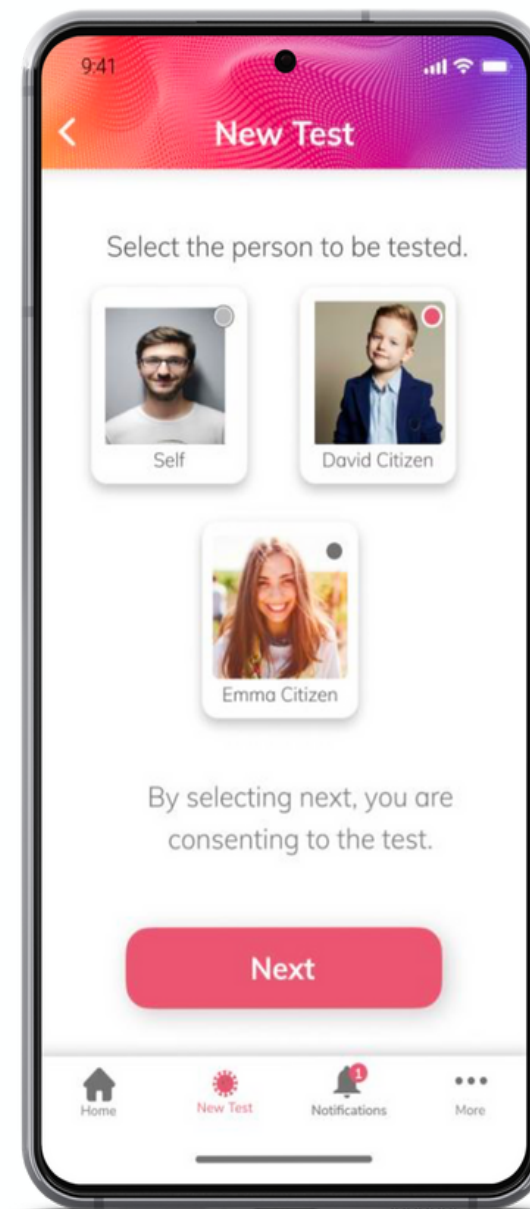 9:41
New Test
Select the person to be tested.
Self
David Citizen
Emma Citizen
By selecting next, you are
consenting to the test.
Next
1
Home
New Test
Notifications
More